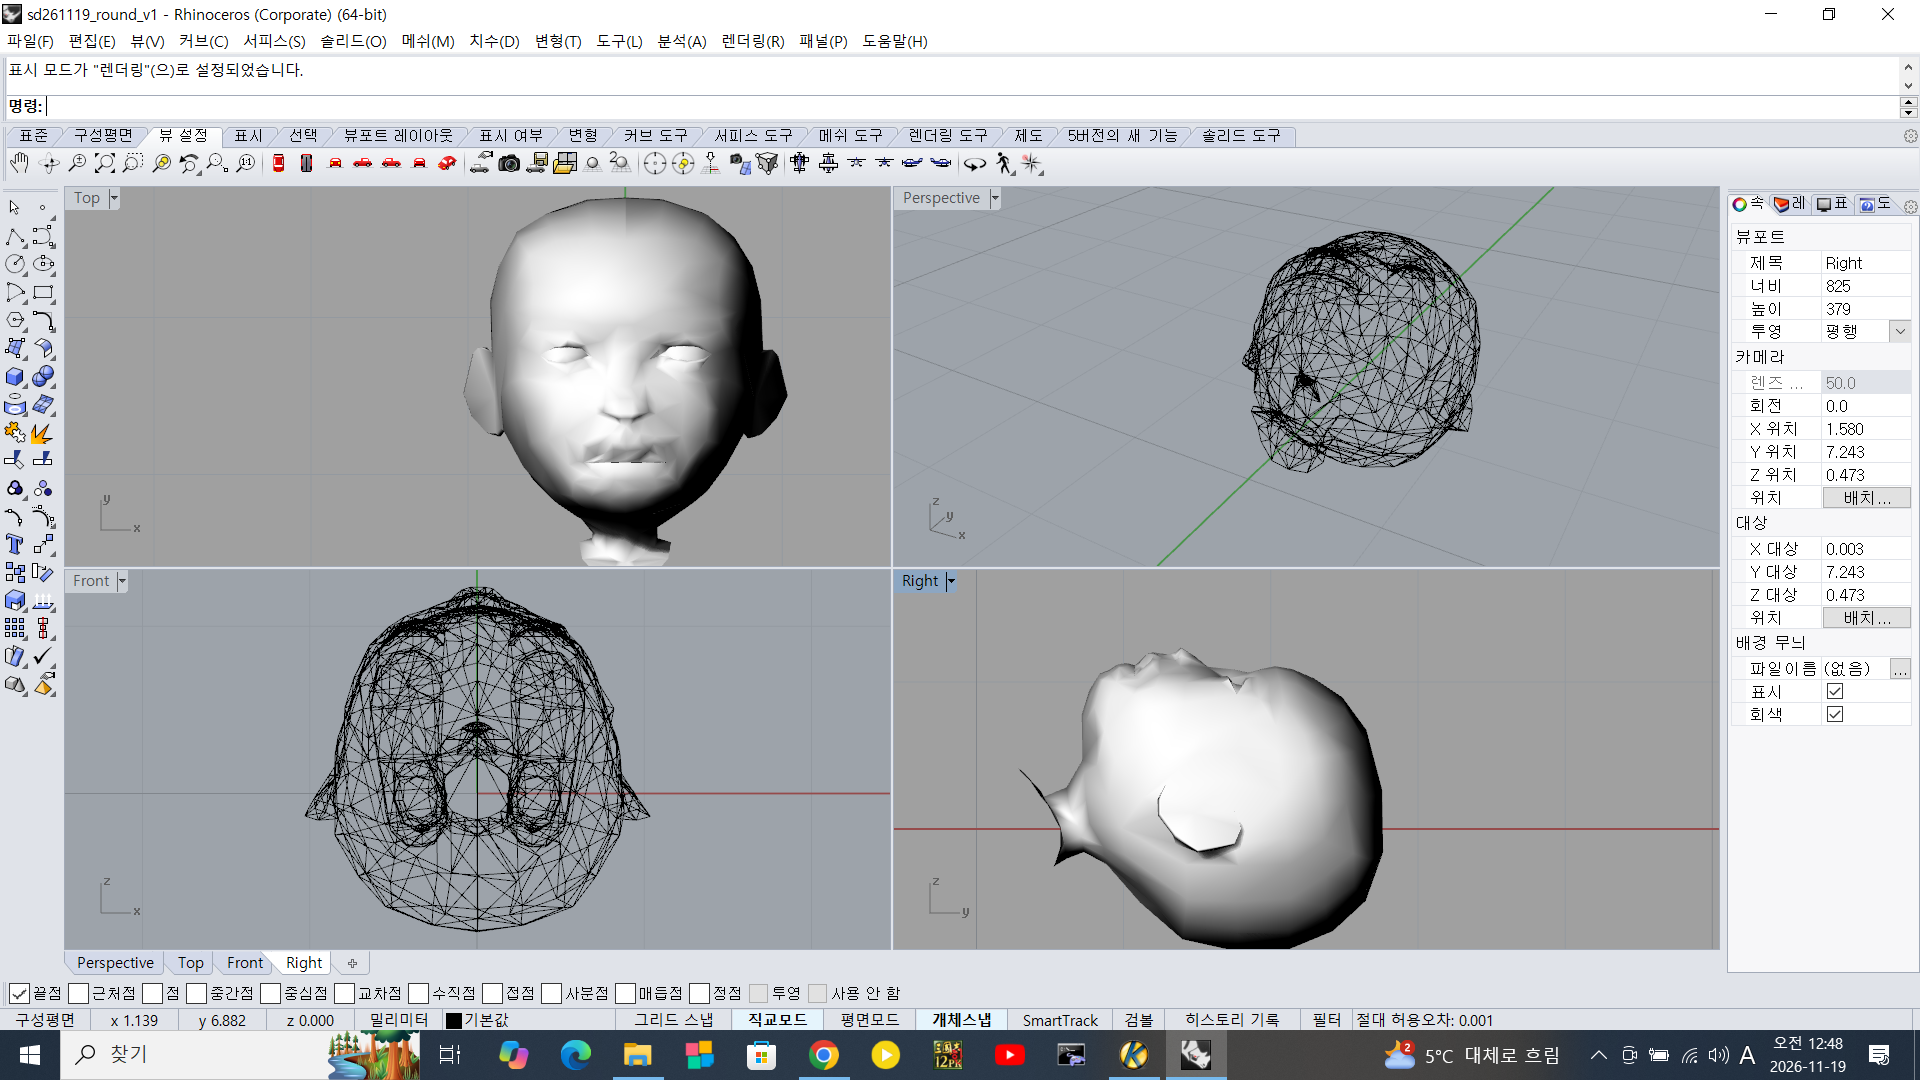 sd261119_round_v1 - Rhinoceros (Corporate) (64-bit)
파일(F) 편집(E) 뷰(V) 커브(C) 서피스(S) 솔리드(O) 메쉬(M) 치수(D) 변형(T) 도구(L) 분석(A) 렌더링(R) 패널(P) 도움말(H)
표시 모드가 "렌더링"(으)로 설정되었습니다.
명령:
표준 구성평면 뷰 설정 표시 선택 뷰포트 레이아웃 표시 여부 변형 커브 도구 서피스 도구 메쉬 도구 렌더링 도구 제도 5버전의 새 기능 솔리드 도구
Top
y
x
Perspective
z
y
x
Front
z
x
Right
z
y
속 레 표 도
뷰포트
제목 Right
너비 825
높이 379
투영 평행
카메라
렌즈 ... 50.0
회전 0.0
X 위치 1.580
Y 위치 7.243
Z 위치 0.473
위치 배치...
대상
X 대상 0.003
Y 대상 7.243
Z 대상 0.473
위치 배치...
배경 무늬
파일이름 (없음) ...
표시
회색
Perspective Top Front Right
끝점 근처점 점 중간점 중심점 교차점 수직점 접점 사분점 매듭점 정점 투영 사용 안 함
구성평면 x 1.139 y 6.882 z 0.000 밀리미터 기본값 그리드 스냅 직교모드 평면모드 개체스냅 SmartTrack 검볼 히스토리 기록 필터 절대 허용오차: 0.001
찾기
12PK
2
5°C 대체로 흐림
A
오전 12:48
2026-11-19